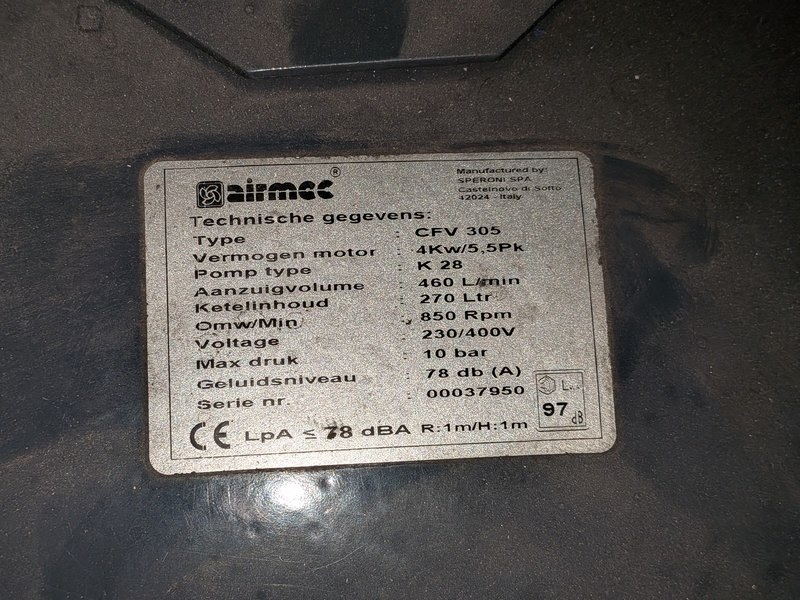 airmec®
Manufactured by:
SPERONI SPA
Castelnovo di Sotto
42024 - Italy
Technische gegevens:
Type : CFV 305
Vermogen motor : 4Kw/5,5Pk
Pomp type : K 28
Aanzuigvolume : 460 L/min
Ketelinhoud : 270 Ltr
Omw/Min : 850 Rpm
Voltage : 230/400V
Max druk : 10 bar
Geluidsniveau : 78 db (A)
Serie nr. : 00037950
CE LpA ≤ 78 dBA R:1m/H:1m
97 dB